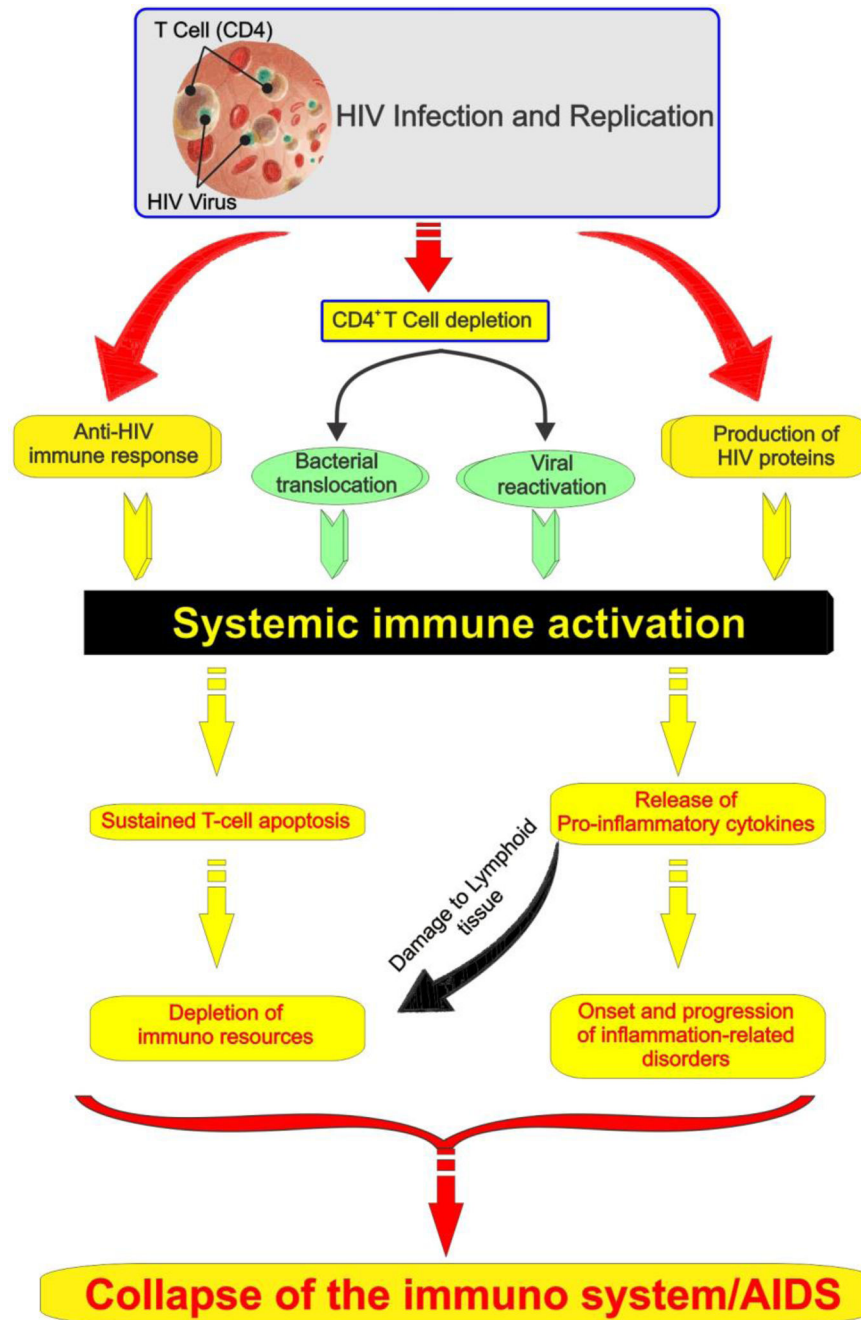 T Cell (CD4)
HIV Infection and Replication
HIV Virus
CD4⁺ T Cell depletion
Anti-HIV
immune response
Bacterial
translocation
Viral
reactivation
Production of
HIV proteins
Systemic immune activation
Sustained T-cell apoptosis
Release of
Pro-inflammatory cytokines
Damage to Lymphoid
tissue
Depletion of
immuno resources
Onset and progression
of inflammation-related
disorders
Collapse of the immuno system/AIDS